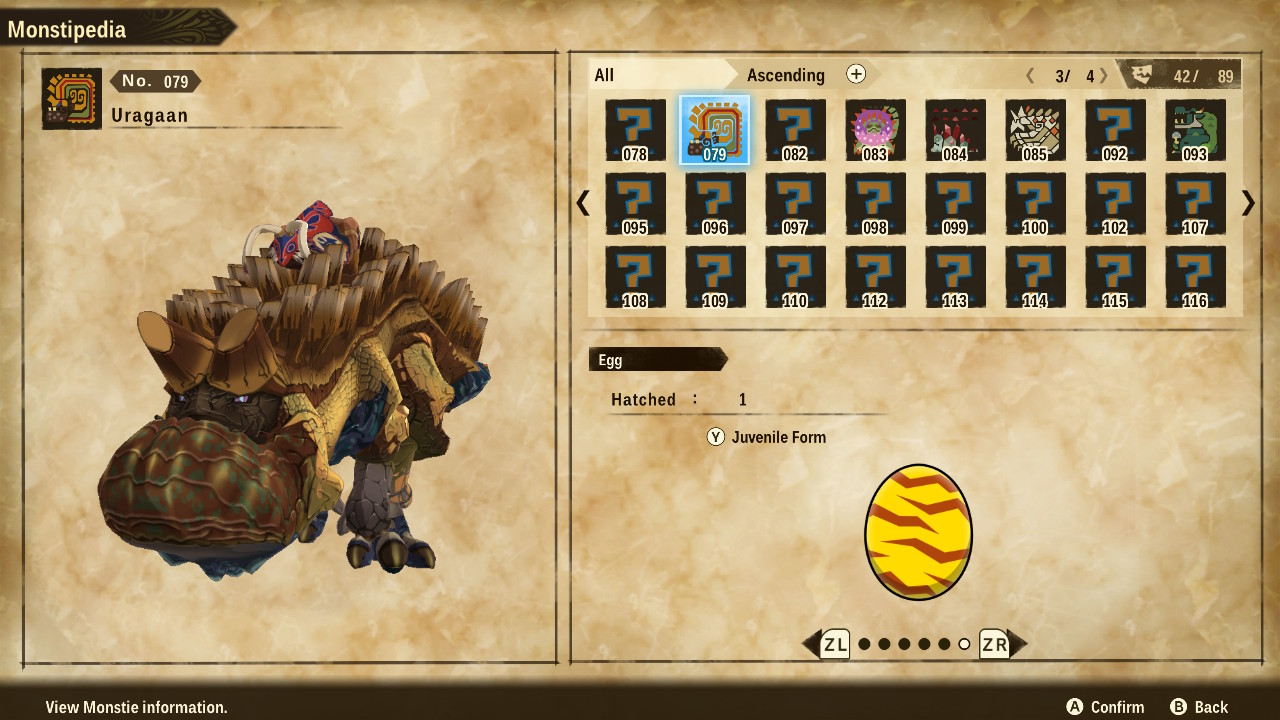 Monstipedia
No. 079
Uragaan
All
Ascending
3/ 4
42/ 89
078 079 082 083 084 085 092 093
095 096 097 098 099 100 102 107
108 109 110 112 113 114 115 116
Egg
Hatched : 1
Y Juvenile Form
ZL ZR
View Monstie information.
A Confirm B Back